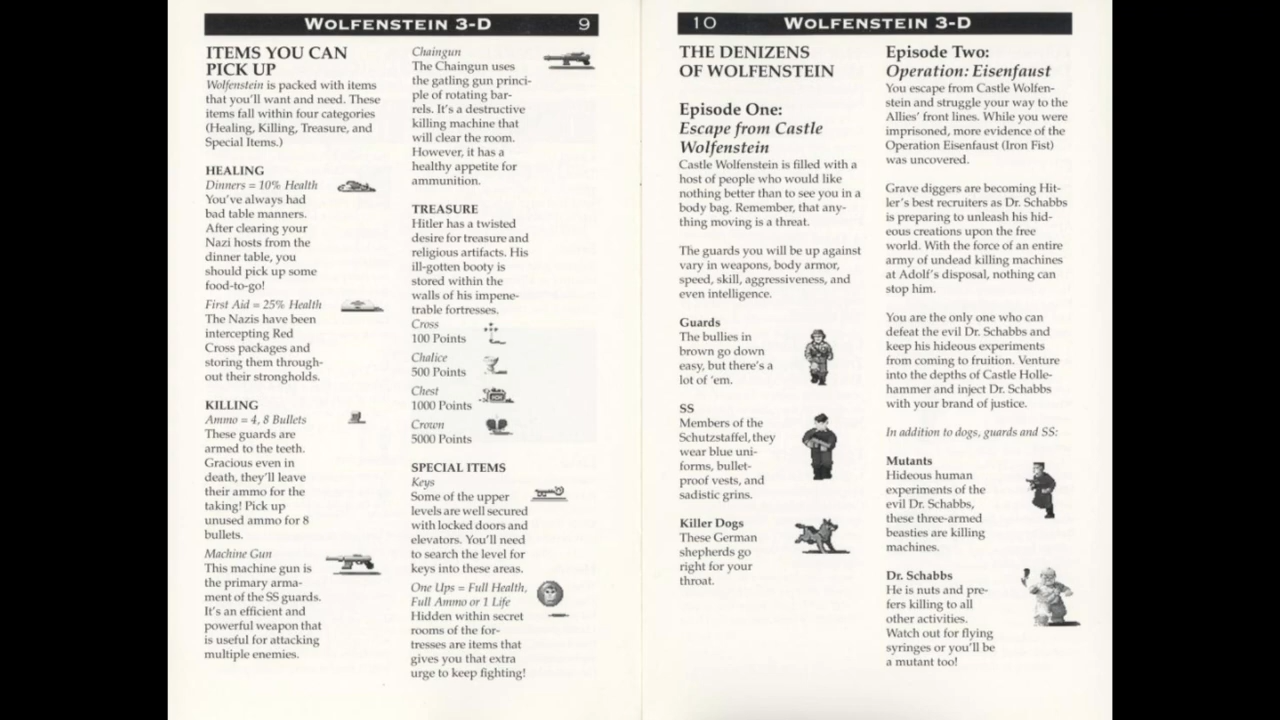 WOLFENSTEIN 3-D 9
ITEMS YOU CAN
PICK UP
Wolfenstein is packed with items
that you'll want and need. These
items fall within four categories
(Healing, Killing, Treasure, and
Special Items.)
HEALING
Dinners = 10% Health
You've always had
bad table manners.
After clearing your
Nazi hosts from the
dinner table, you
should pick up some
food-to-go!
First Aid = 25% Health
The Nazis have been
intercepting Red
Cross packages and
storing them through-
out their strongholds.
KILLING
Ammo = 4, 8 Bullets
These guards are
armed to the teeth.
Gracious even in
death, they'll leave
their ammo for the
taking! Pick up
unused ammo for 8
bullets.
Machine Gun
This machine gun is
the primary arma-
ment of the SS guards.
It's an efficient and
powerful weapon that
is useful for attacking
multiple enemies.
Chaingun
The Chaingun uses
the gatling gun princi-
ple of rotating bar-
rels. It's a destructive
killing machine that
will clear the room.
However, it has a
healthy appetite for
ammunition.
TREASURE
Hitler has a twisted
desire for treasure and
religious artifacts. His
ill-gotten booty is
stored within the
walls of his impene-
trable fortresses.
Cross
100 Points
Chalice
500 Points
Chest
1000 Points
Crown
5000 Points
SPECIAL ITEMS
Keys
Some of the upper
levels are well secured
with locked doors and
elevators. You'll need
to search the level for
keys into these areas.
One Ups = Full Health,
Full Ammo or 1 Life
Hidden within secret
rooms of the for-
tresses are items that
gives you that extra
urge to keep fighting!
10 WOLFENSTEIN 3-D
THE DENIZENS
OF WOLFENSTEIN
Episode One:
Escape from Castle
Wolfenstein
Castle Wolfenstein is filled with a
host of people who would like
nothing better than to see you in a
body bag. Remember, that any-
thing moving is a threat.
The guards you will be up against
vary in weapons, body armor,
speed, skill, aggressiveness, and
even intelligence.
Guards
The bullies in
brown go down
easy, but there's a
lot of 'em.
SS
Members of the
Schutzstaffel, they
wear blue uni-
forms, bullet-
proof vests, and
sadistic grins.
Killer Dogs
These German
shepherds go
right for your
throat.
Episode Two:
Operation: Eisenfaust
You escape from Castle Wolfen-
stein and struggle your way to the
Allies' front lines. While you were
imprisoned, more evidence of the
Operation Eisenfaust (Iron Fist)
was uncovered.
Grave diggers are becoming Hit-
ler's best recruiters as Dr. Schabbs
is preparing to unleash his hid-
eous creations upon the free
world. With the force of an entire
army of undead killing machines
at Adolf's disposal, nothing can
stop him.
You are the only one who can
defeat the evil Dr. Schabbs and
keep his hideous experiments
from coming to fruition. Venture
into the depths of Castle Holle-
hammer and inject Dr. Schabbs
with your brand of justice.
In addition to dogs, guards and SS:
Mutants
Hideous human
experiments of the
evil Dr. Schabbs,
these three-armed
beasties are killing
machines.
Dr. Schabbs
He is nuts and pre-
fers killing to all
other activities.
Watch out for flying
syringes or you'll be
a mutant too!